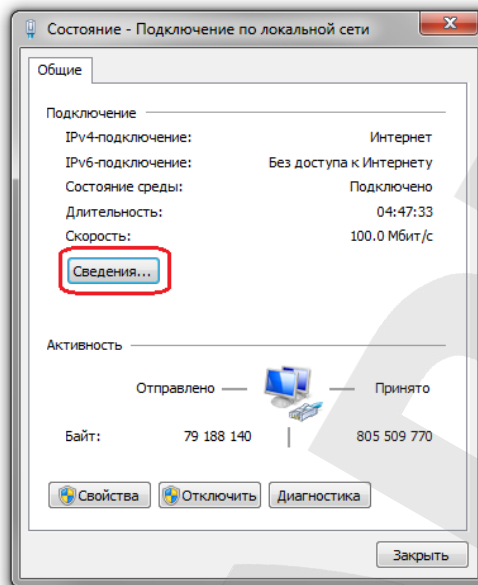 Состояние - Подключение по локальной сети
Общие
Подключение
IPv4-подключение: Интернет
IPv6-подключение: Без доступа к Интернету
Состояние среды: Подключено
Длительность: 04:47:33
Скорость: 100.0 Мбит/с
Сведения...
Активность
Отправлено — — Принято
Байт: 79 188 140 | 805 509 770
Свойства Отключить Диагностика
Закрыть